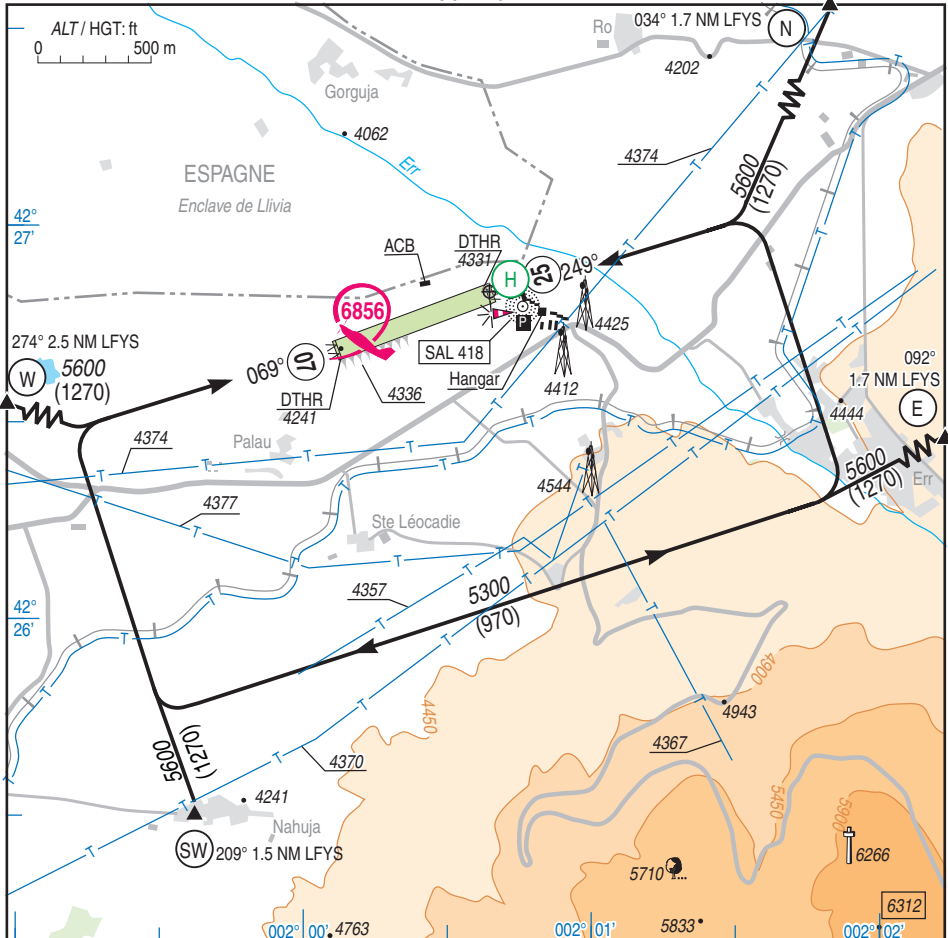 ALT / HGT: ft
0 500 m
034° 1.7 NM LFYS
N
Ro
4202
Gorguja
4062
Err
4374
5600
(1270)
ESPAGNE
Enclave de Llivia
42°
27'
ACB
DTHR
4331
H
25
249°
6856
P
4425
SAL 418
274° 2.5 NM LFYS
W
5600
(1270)
069°
07
DTHR
4241
4336
Hangar
4412
092°
1.7 NM LFYS
E
4444
4374
Palau
4377
4544
5600
(1270)
Err
Ste Léocadie
4357
5300
(970)
42°
26'
4900
4943
4450
4367
5600
(1270)
4370
5450
5900
4241
Nahuja
SW
209° 1.5 NM LFYS
5710
6266
6312
002° 00'
4763
002° 01'
5833
002° 02'
T T T T T T T T T T T T T T T T T T T T